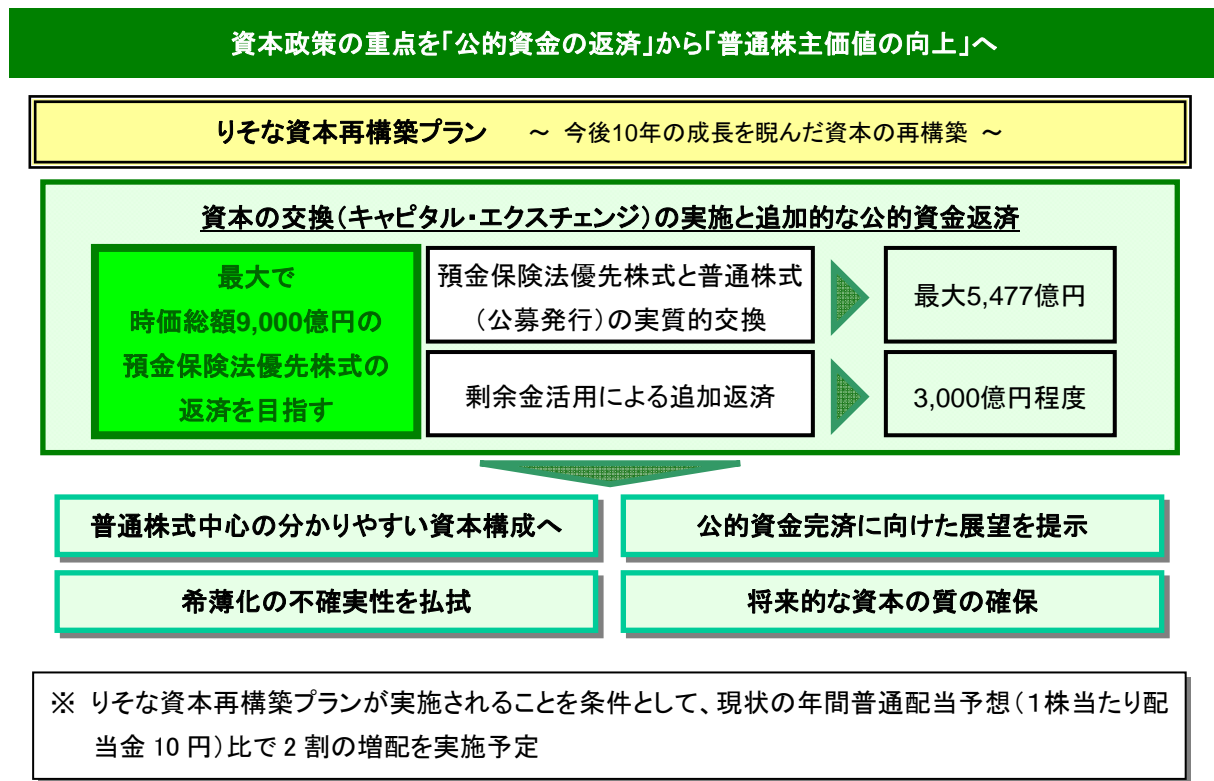 資本政策の重点を「公的資金の返済」から「普通株主価値の向上」へ
りそな資本再構築プラン ～ 今後10年の成長を睨んだ資本の再構築 ～
資本の交換（キャピタル・エクスチェンジ）の実施と追加的な公的資金返済
最大で
時価総額9,000億円の
預金保険法優先株式の
返済を目指す
預金保険法優先株式と普通株式
（公募発行）の実質的交換
最大5,477億円
剰余金活用による追加返済
3,000億円程度
普通株式中心の分かりやすい資本構成へ
公的資金完済に向けた展望を提示
希薄化の不確実性を払拭
将来的な資本の質の確保
※ りそな資本再構築プランが実施されることを条件として、現状の年間普通配当予想（１株当たり配
当金 10 円）比で 2 割の増配を実施予定